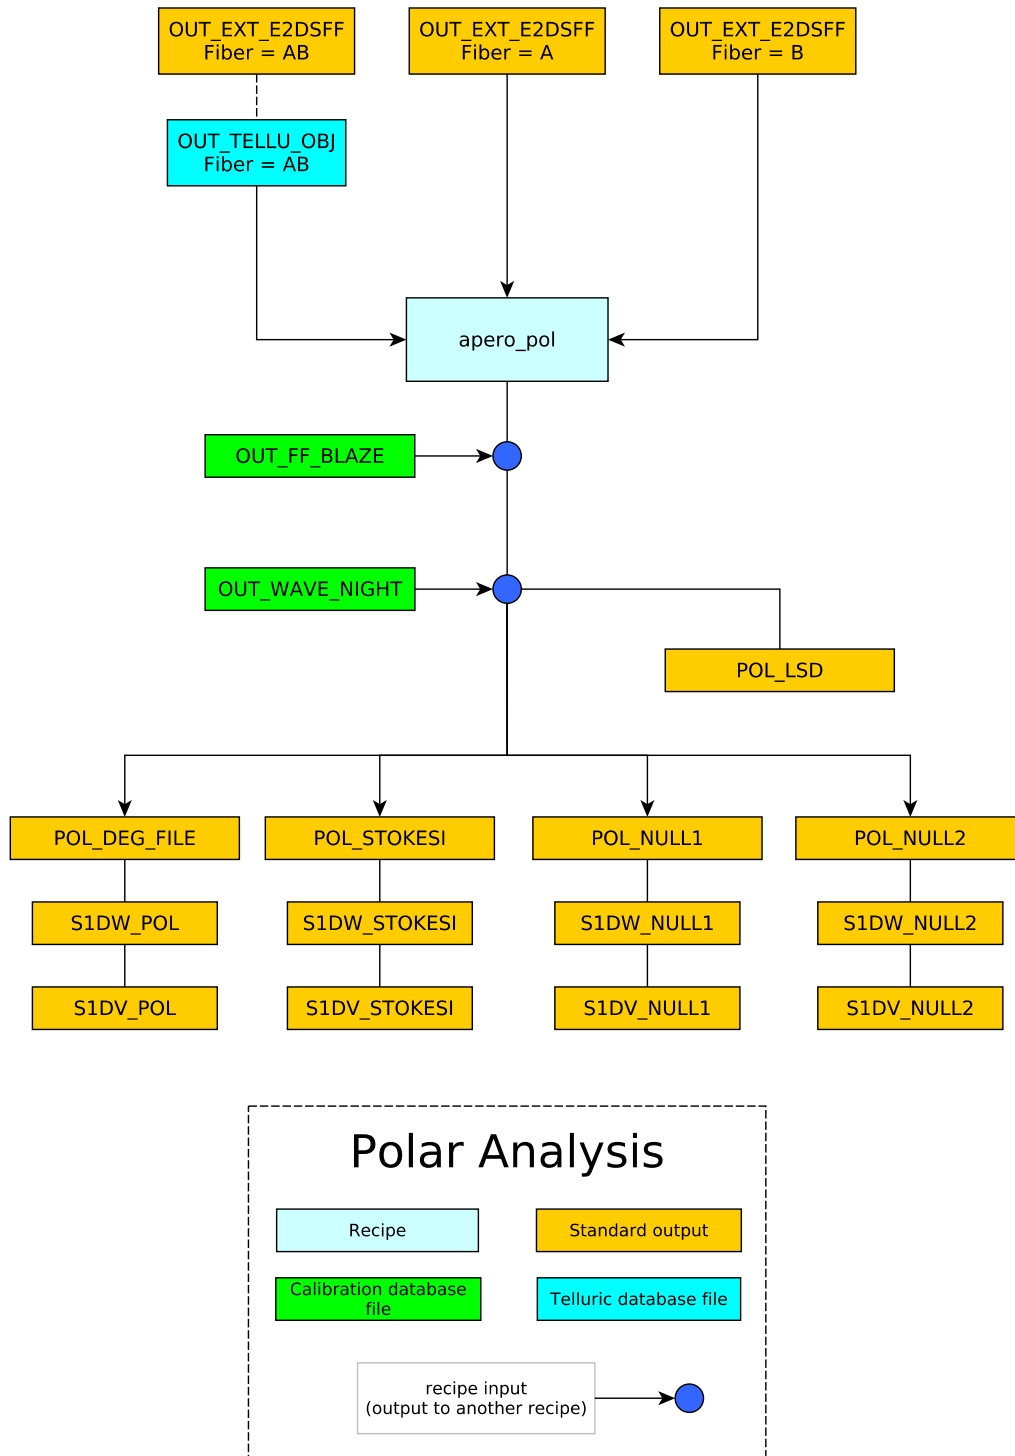 OUT_EXT_E2DSFF
Fiber = AB
OUT_EXT_E2DSFF
Fiber = A
OUT_EXT_E2DSFF
Fiber = B
OUT_TELLU_OBJ
Fiber = AB
apero_pol
OUT_FF_BLAZE
OUT_WAVE_NIGHT
POL_LSD
POL_DEG_FILE
POL_STOKESI
POL_NULL1
POL_NULL2
S1DW_POL
S1DW_STOKESI
S1DW_NULL1
S1DW_NULL2
S1DV_POL
S1DV_STOKESI
S1DV_NULL1
S1DV_NULL2
Polar Analysis
Recipe
Standard output
Calibration database
file
Telluric database file
recipe input
(output to another recipe)